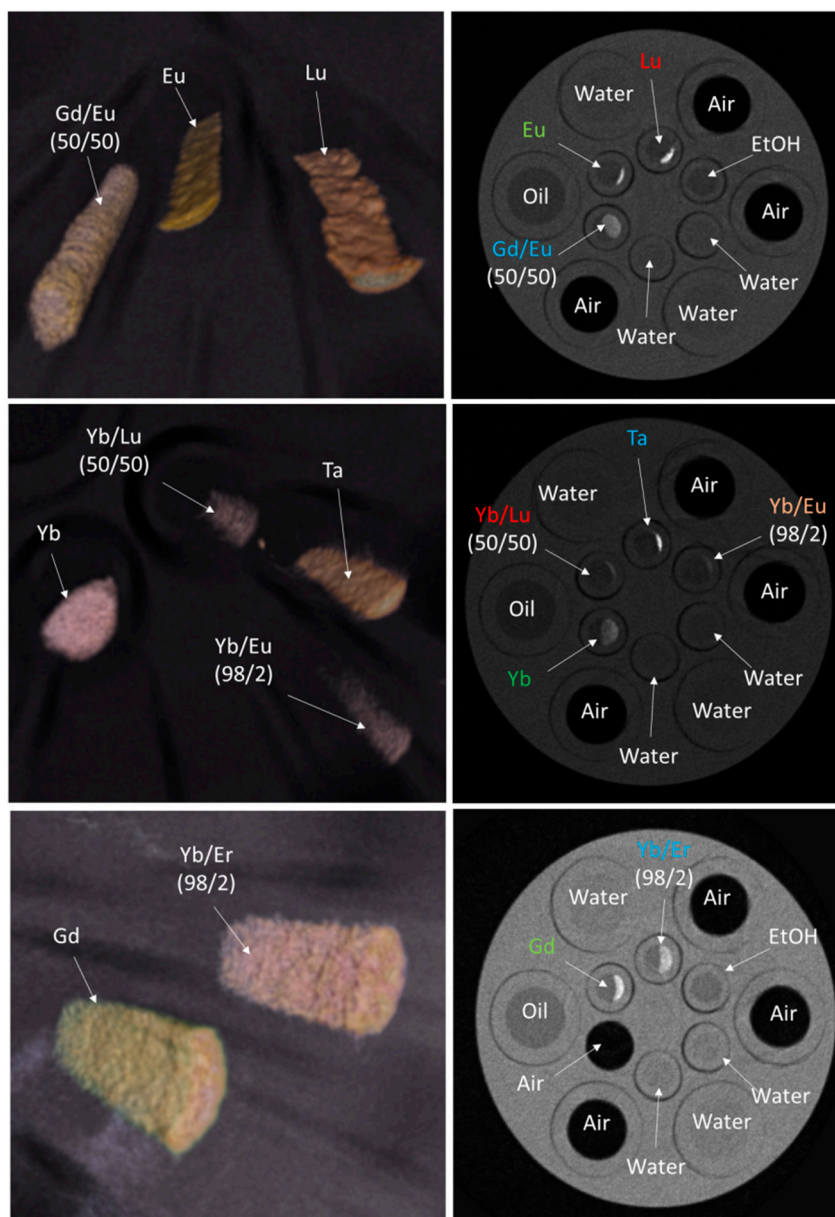 Gd/Eu
(50/50)
Eu
Lu
Lu
Water
Air
Eu
EtOH
Oil
Air
Gd/Eu
(50/50)
Air
Water
Water
Water
Yb/Lu
(50/50)
Ta
Yb
Yb/Eu
(98/2)
Ta
Water
Air
Yb/Lu
(50/50)
Yb/Eu
(98/2)
Oil
Air
Yb
Water
Air
Water
Water
Yb/Er
(98/2)
Gd
Yb/Er
(98/2)
Water
Air
Gd
EtOH
Oil
Air
Air
Water
Air
Water
Water